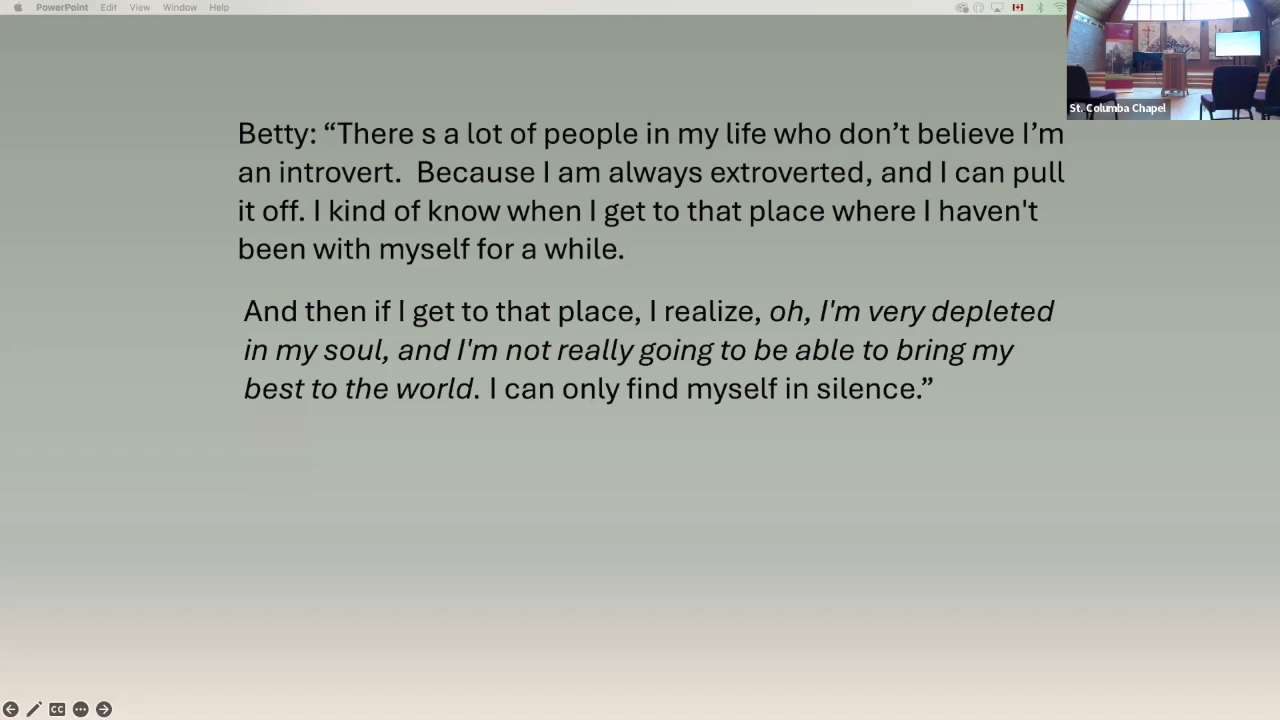 PowerPoint Edit View Window Help
St. Columba Chapel
Betty: “There s a lot of people in my life who don’t believe I’m
an introvert.  Because I am always extroverted, and I can pull
it off. I kind of know when I get to that place where I haven't
been with myself for a while.
And then if I get to that place, I realize, oh, I'm very depleted
in my soul, and I'm not really going to be able to bring my
best to the world. I can only find myself in silence.”
CC